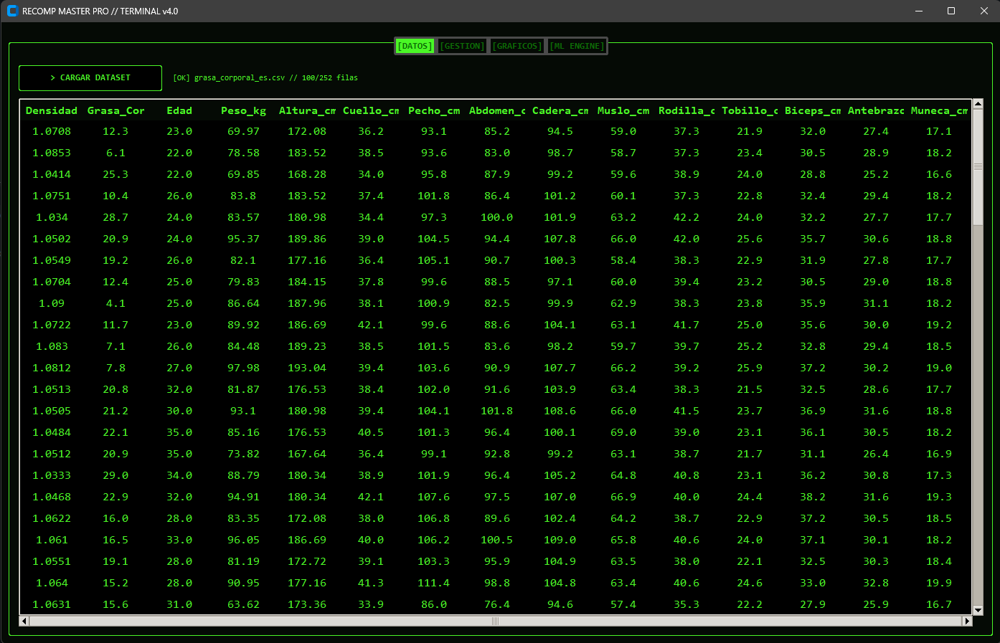 RECOMP MASTER PRO // TERMINAL v4.0
[DATOS] [GESTION] [GRAFICOS] [ML ENGINE]
> CARGAR DATASET [OK] grasa_corporal_es.csv // 100/252 filas
Densidad Grasa_Cor Edad Peso_kg Altura_cm Cuello_cm Pecho_cm Abdomen_c Cadera_cm Muslo_cm Rodilla_c Tobillo_c Biceps_cm Antebrazo Muneca_cm
1.0708 12.3 23.0 69.97 172.08 36.2 93.1 85.2 94.5 59.0 37.3 21.9 32.0 27.4 17.1
1.0853 6.1 22.0 78.58 183.52 38.5 93.6 83.0 98.7 58.7 37.3 23.4 30.5 28.9 18.2
1.0414 25.3 22.0 69.85 168.28 34.0 95.8 87.9 99.2 59.6 38.9 24.0 28.8 25.2 16.6
1.0751 10.4 26.0 83.8 183.52 37.4 101.8 86.4 101.2 60.1 37.3 22.8 32.4 29.4 18.2
1.034 28.7 24.0 83.57 180.98 34.4 97.3 100.0 101.9 63.2 42.2 24.0 32.2 27.7 17.7
1.0502 20.9 24.0 95.37 189.86 39.0 104.5 94.4 107.8 66.0 42.0 25.6 35.7 30.6 18.8
1.0549 19.2 26.0 82.1 177.16 36.4 105.1 90.7 100.3 58.4 38.3 22.9 31.9 27.8 17.7
1.0704 12.4 25.0 79.83 184.15 37.8 99.6 88.5 97.1 60.0 39.4 23.2 30.5 29.0 18.8
1.09 4.1 25.0 86.64 187.96 38.1 100.9 82.5 99.9 62.9 38.3 23.8 35.9 31.1 18.2
1.0722 11.7 23.0 89.92 186.69 42.1 99.6 88.6 104.1 63.1 41.7 25.0 35.6 30.0 19.2
1.083 7.1 26.0 84.48 189.23 38.5 101.5 83.6 98.2 59.7 39.7 25.2 32.8 29.4 18.5
1.0812 7.8 27.0 97.98 193.04 39.4 103.6 90.9 107.7 66.2 39.2 25.9 37.2 30.2 19.0
1.0513 20.8 32.0 81.87 176.53 38.4 102.0 91.6 103.9 63.4 38.3 21.5 32.5 28.6 17.7
1.0505 21.2 30.0 93.1 180.98 39.4 104.1 101.8 108.6 66.0 41.5 23.7 36.9 31.6 18.8
1.0484 22.1 35.0 85.16 176.53 40.5 101.3 96.4 100.1 69.0 39.0 23.1 36.1 30.5 18.2
1.0512 20.9 35.0 73.82 167.64 36.4 99.1 92.8 99.2 63.1 38.7 21.7 31.1 26.4 16.9
1.0333 29.0 34.0 88.79 180.34 38.9 101.9 96.4 105.2 64.8 40.8 23.1 36.2 30.8 17.3
1.0468 22.9 32.0 94.91 180.34 42.1 107.6 97.5 107.0 66.9 40.0 24.4 38.2 31.6 19.3
1.0622 16.0 28.0 83.35 172.08 38.0 106.8 89.6 102.4 64.2 38.7 22.9 37.2 30.5 18.5
1.061 16.5 33.0 96.05 186.69 40.0 106.2 100.5 109.0 65.8 40.6 24.0 37.1 30.1 18.2
1.0551 19.1 28.0 81.19 172.72 39.1 103.3 95.9 104.9 63.5 38.0 22.1 32.5 30.3 18.4
1.064 15.2 28.0 90.95 177.16 41.3 111.4 98.8 104.8 63.4 40.6 24.6 33.0 32.8 19.9
1.0631 15.6 31.0 63.62 173.36 33.9 86.0 76.4 94.6 57.4 35.3 22.2 27.9 25.9 16.7